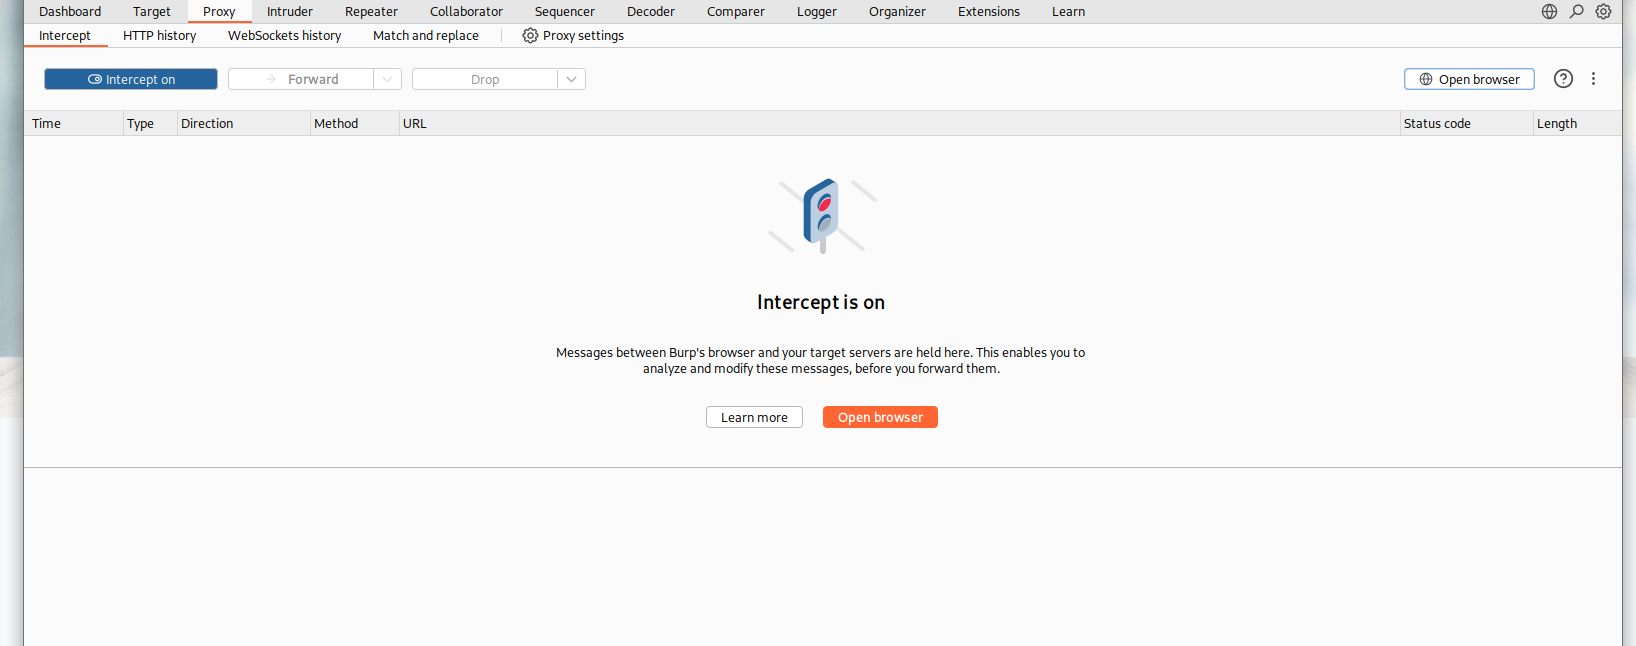 Dashboard Target Proxy Intruder Repeater Collaborator Sequencer Decoder Comparer Logger Organizer Extensions Learn
Intercept HTTP history WebSockets history Match and replace Proxy settings
Intercept on Forward Drop Open browser
Time Type Direction Method URL Status code Length
Intercept is on
Messages between Burp's browser and your target servers are held here. This enables you to
analyze and modify these messages, before you forward them.
Learn more Open browser